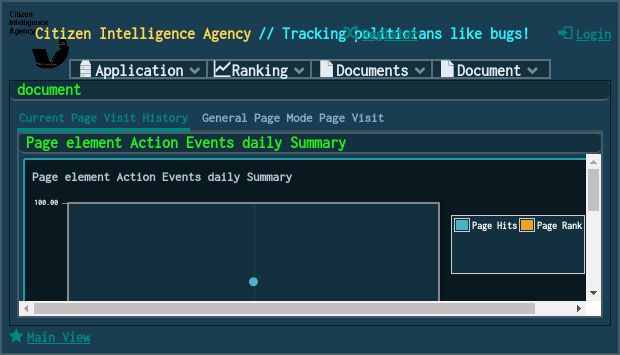 Citizen
Intelligence
Agency
Citizen Intelligence Agency // Tracking politicians like bugs!
Login
Application Ranking Documents Document
document
Current Page Visit History General Page Mode Page Visit
Page element Action Events daily Summary
Page element Action Events daily Summary
100.00
Page Hits Page Rank
Main View